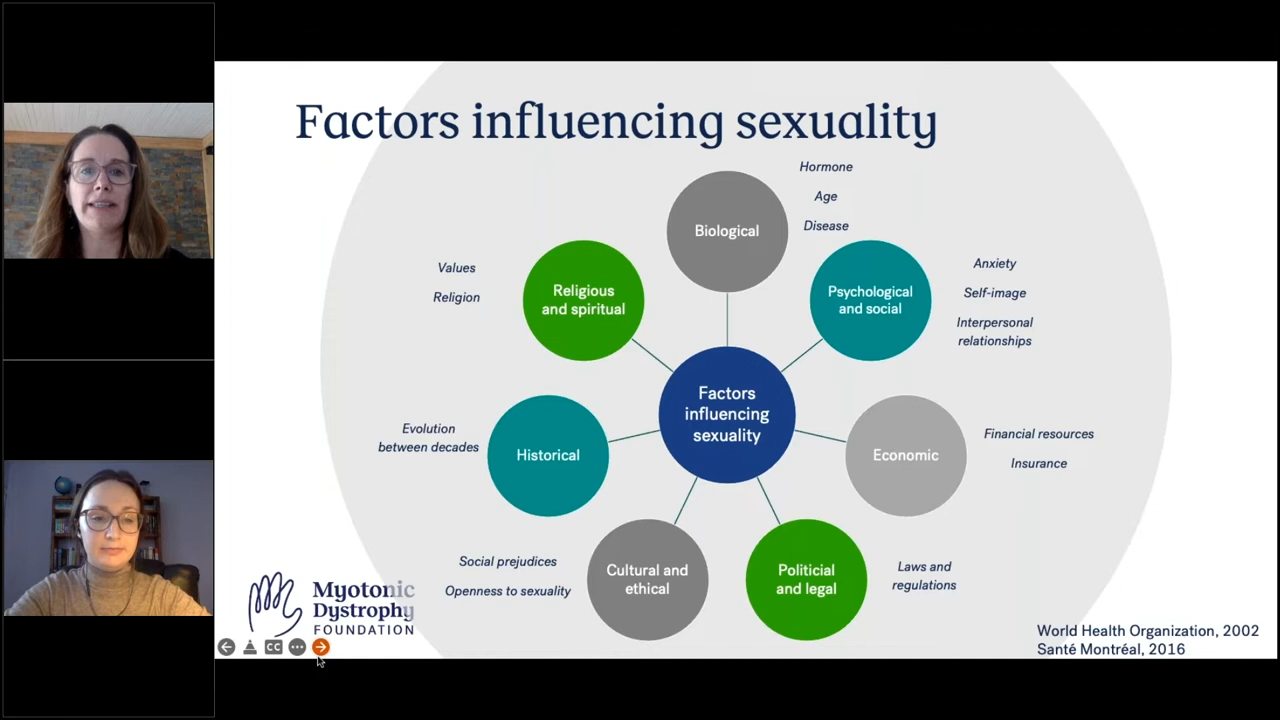 Factors influencing sexuality
Hormone
Age
Disease
Biological
Values
Religion
Religious
and spiritual
Psychological
and social
Anxiety
Self-image
Interpersonal
relationships
Factors
influencing
sexuality
Evolution
between decades
Historical
Economic
Financial resources
Insurance
Social prejudices
Openness to sexuality
Cultural and
ethical
Politicial
and legal
Laws and
regulations
Myotonic
Dystrophy
FOUNDATION
CC
World Health Organization, 2002
Santé Montréal, 2016